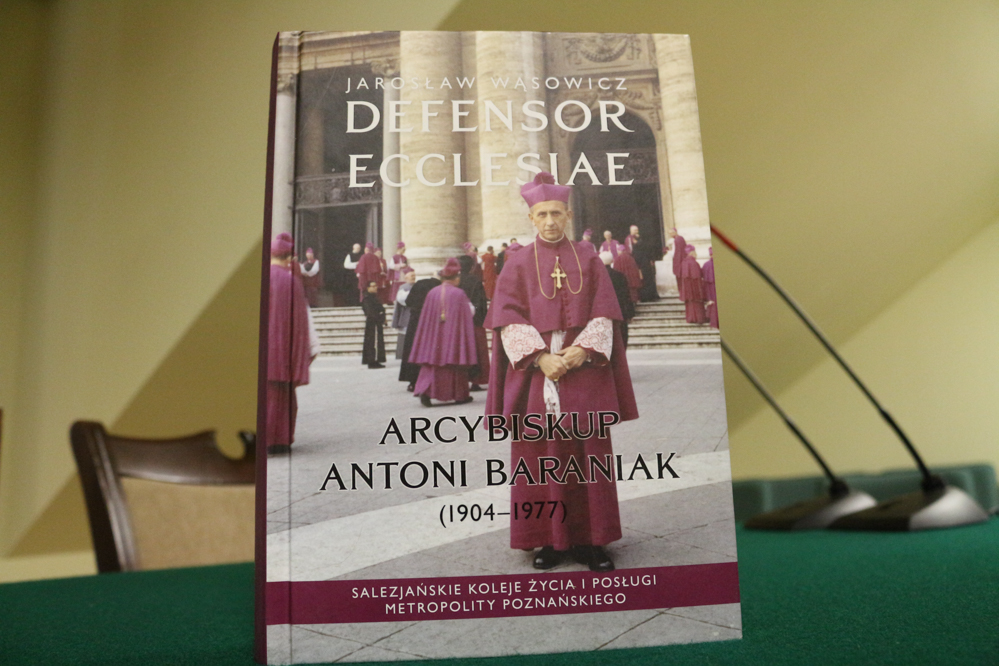 JAROSŁAW WĄSOWICZ
DEFENSOR
ECCLESIAE
ARCYBISKUP
ANTONI BARANIAK
(1904–1977)
SALEZJAŃSKIE KOLEJE ŻYCIA I POSŁUGI
METROPOLITY POZNAŃSKIEGO